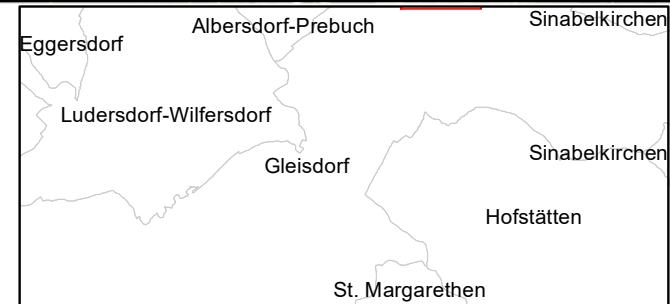 Sinabelkirchen
Albersdorf-Prebuch
Eggersdorf
Ludersdorf-Wilfersdorf
Sinabelkirchen
Gleisdorf
Hofstätten
St. Margarethen